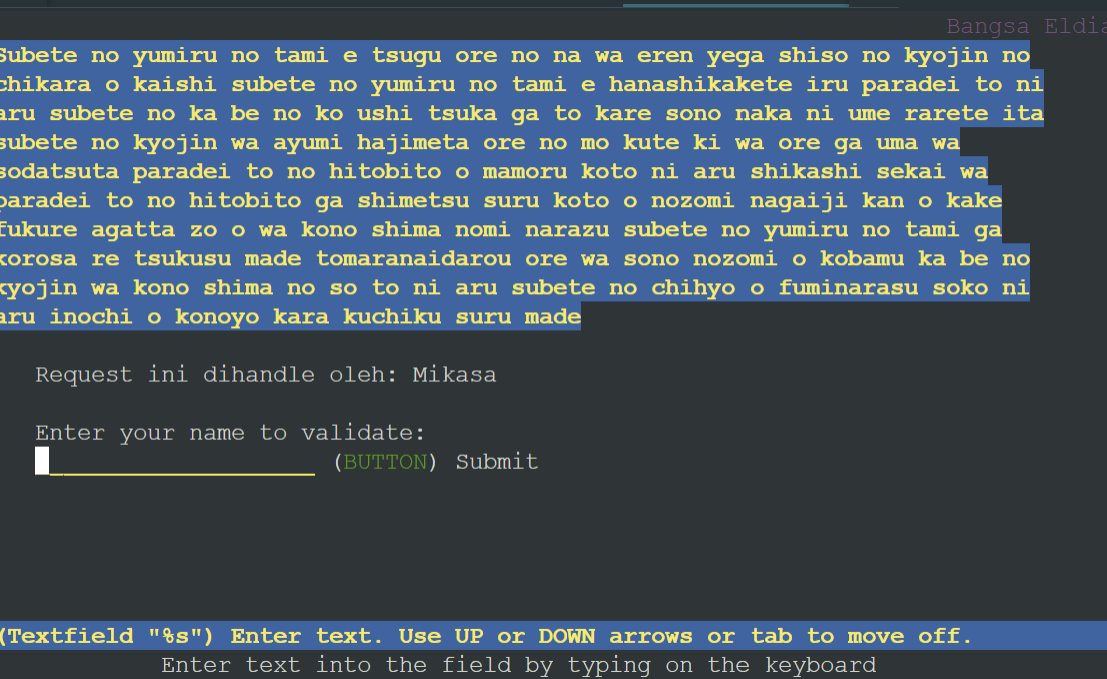 Bangsa Eldia
Subete no yumiru no tami e tsugu ore no na wa eren yega shiso no kyojin no
chikara o kaishi subete no yumiru no tami e hanashikakete iru paradei to ni
aru subete no ka be no ko ushi tsuka ga to kare sono naka ni ume rarete ita
subete no kyojin wa ayumi hajimeta ore no mo kute ki wa ore ga uma wa
sodatsuta paradei to no hitobito o mamoru koto ni aru shikashi sekai wa
paradei to no hitobito ga shimetsu suru koto o nozomi nagaiji kan o kake
fukure agatta zo o wa kono shima nomi narazu subete no yumiru no tami ga
korosa re tsukusu made tomaranaidarou ore wa sono nozomi o kobamu ka be no
kyojin wa kono shima no so to ni aru subete no chihyo o fuminarasu soko ni
aru inochi o konoyo kara kuchiku suru made
Request ini dihandle oleh: Mikasa
Enter your name to validate:
(BUTTON) Submit
(Textfield "%s") Enter text. Use UP or DOWN arrows or tab to move off.
Enter text into the field by typing on the keyboard